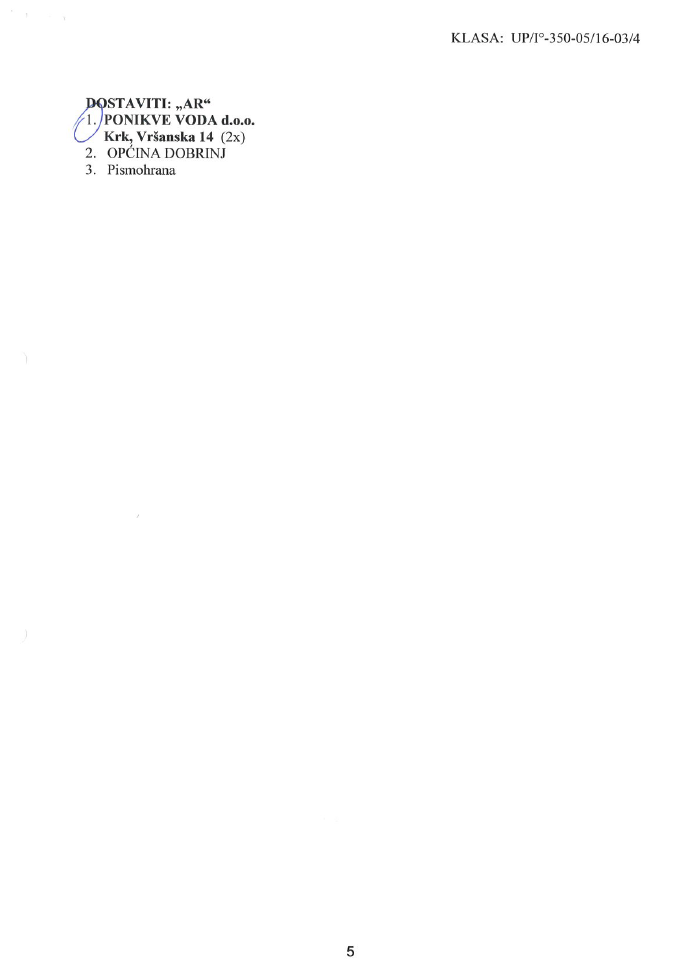 KLASA: UP/I°-350-05/16-03/4
DOSTAVITI: „AR“
1. PONIKVE VODA d.o.o.
Krk, Vršanska 14 (2x)
2. OPĆINA DOBRINJ
3. Pismohrana
5